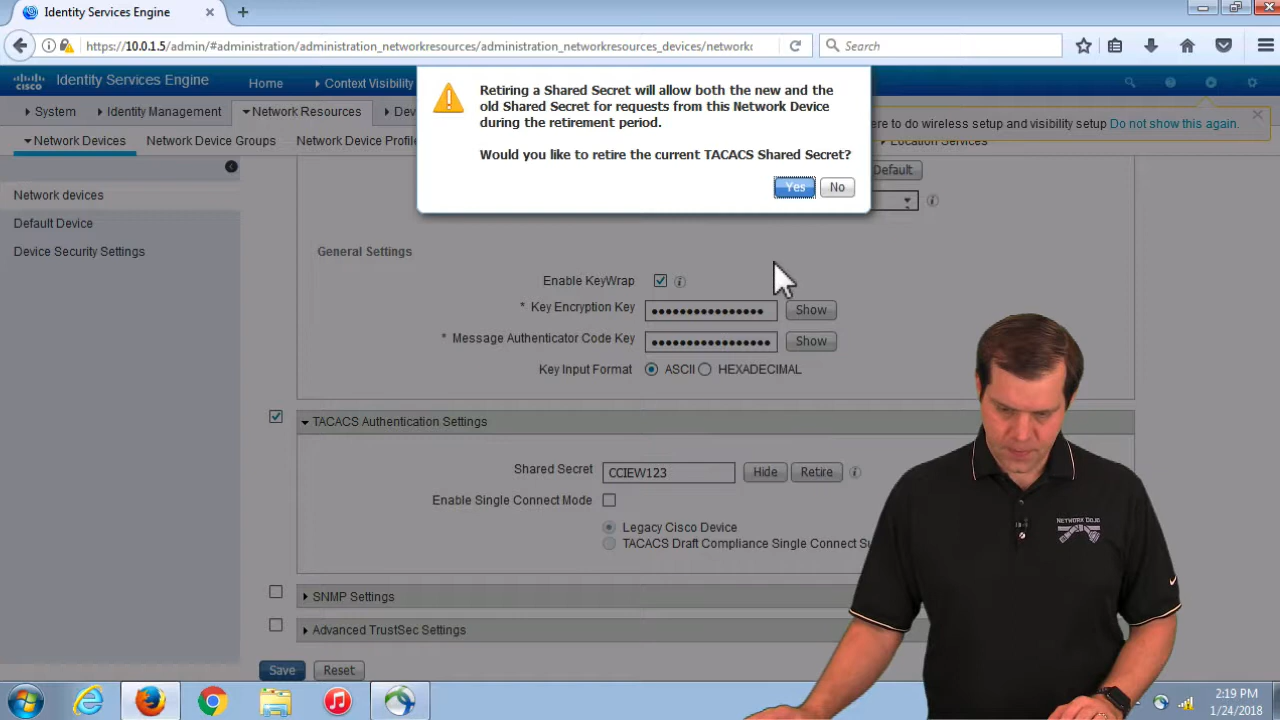 Identity Services Engine
https://10.0.1.5/admin/#administration/administration_networkresources/administration_networkresources_devices/network
Search
CISCO
Identity Services Engine
Home
Context Visibility
System
Identity Management
Network Resources
Network Devices
Network Device Groups
Network Device Profile
Location Services
ere to do wireless setup and visibility setup Do not show this again.
Retiring a Shared Secret will allow both the new and the
old Shared Secret for requests from this Network Device
during the retirement period.
Would you like to retire the current TACACS Shared Secret?
Yes
No
Network devices
Default Device
Device Security Settings
Default
General Settings
Enable KeyWrap
* Key Encryption Key
Show
* Message Authenticator Code Key
Show
Key Input Format
ASCII
HEXADECIMAL
TACACS Authentication Settings
Shared Secret
CCIEW123
Hide
Retire
Enable Single Connect Mode
Legacy Cisco Device
TACACS Draft Compliance Single Connect Su
SNMP Settings
Advanced TrustSec Settings
Save
Reset
NETWORK DOJO
2:19 PM
1/24/2018